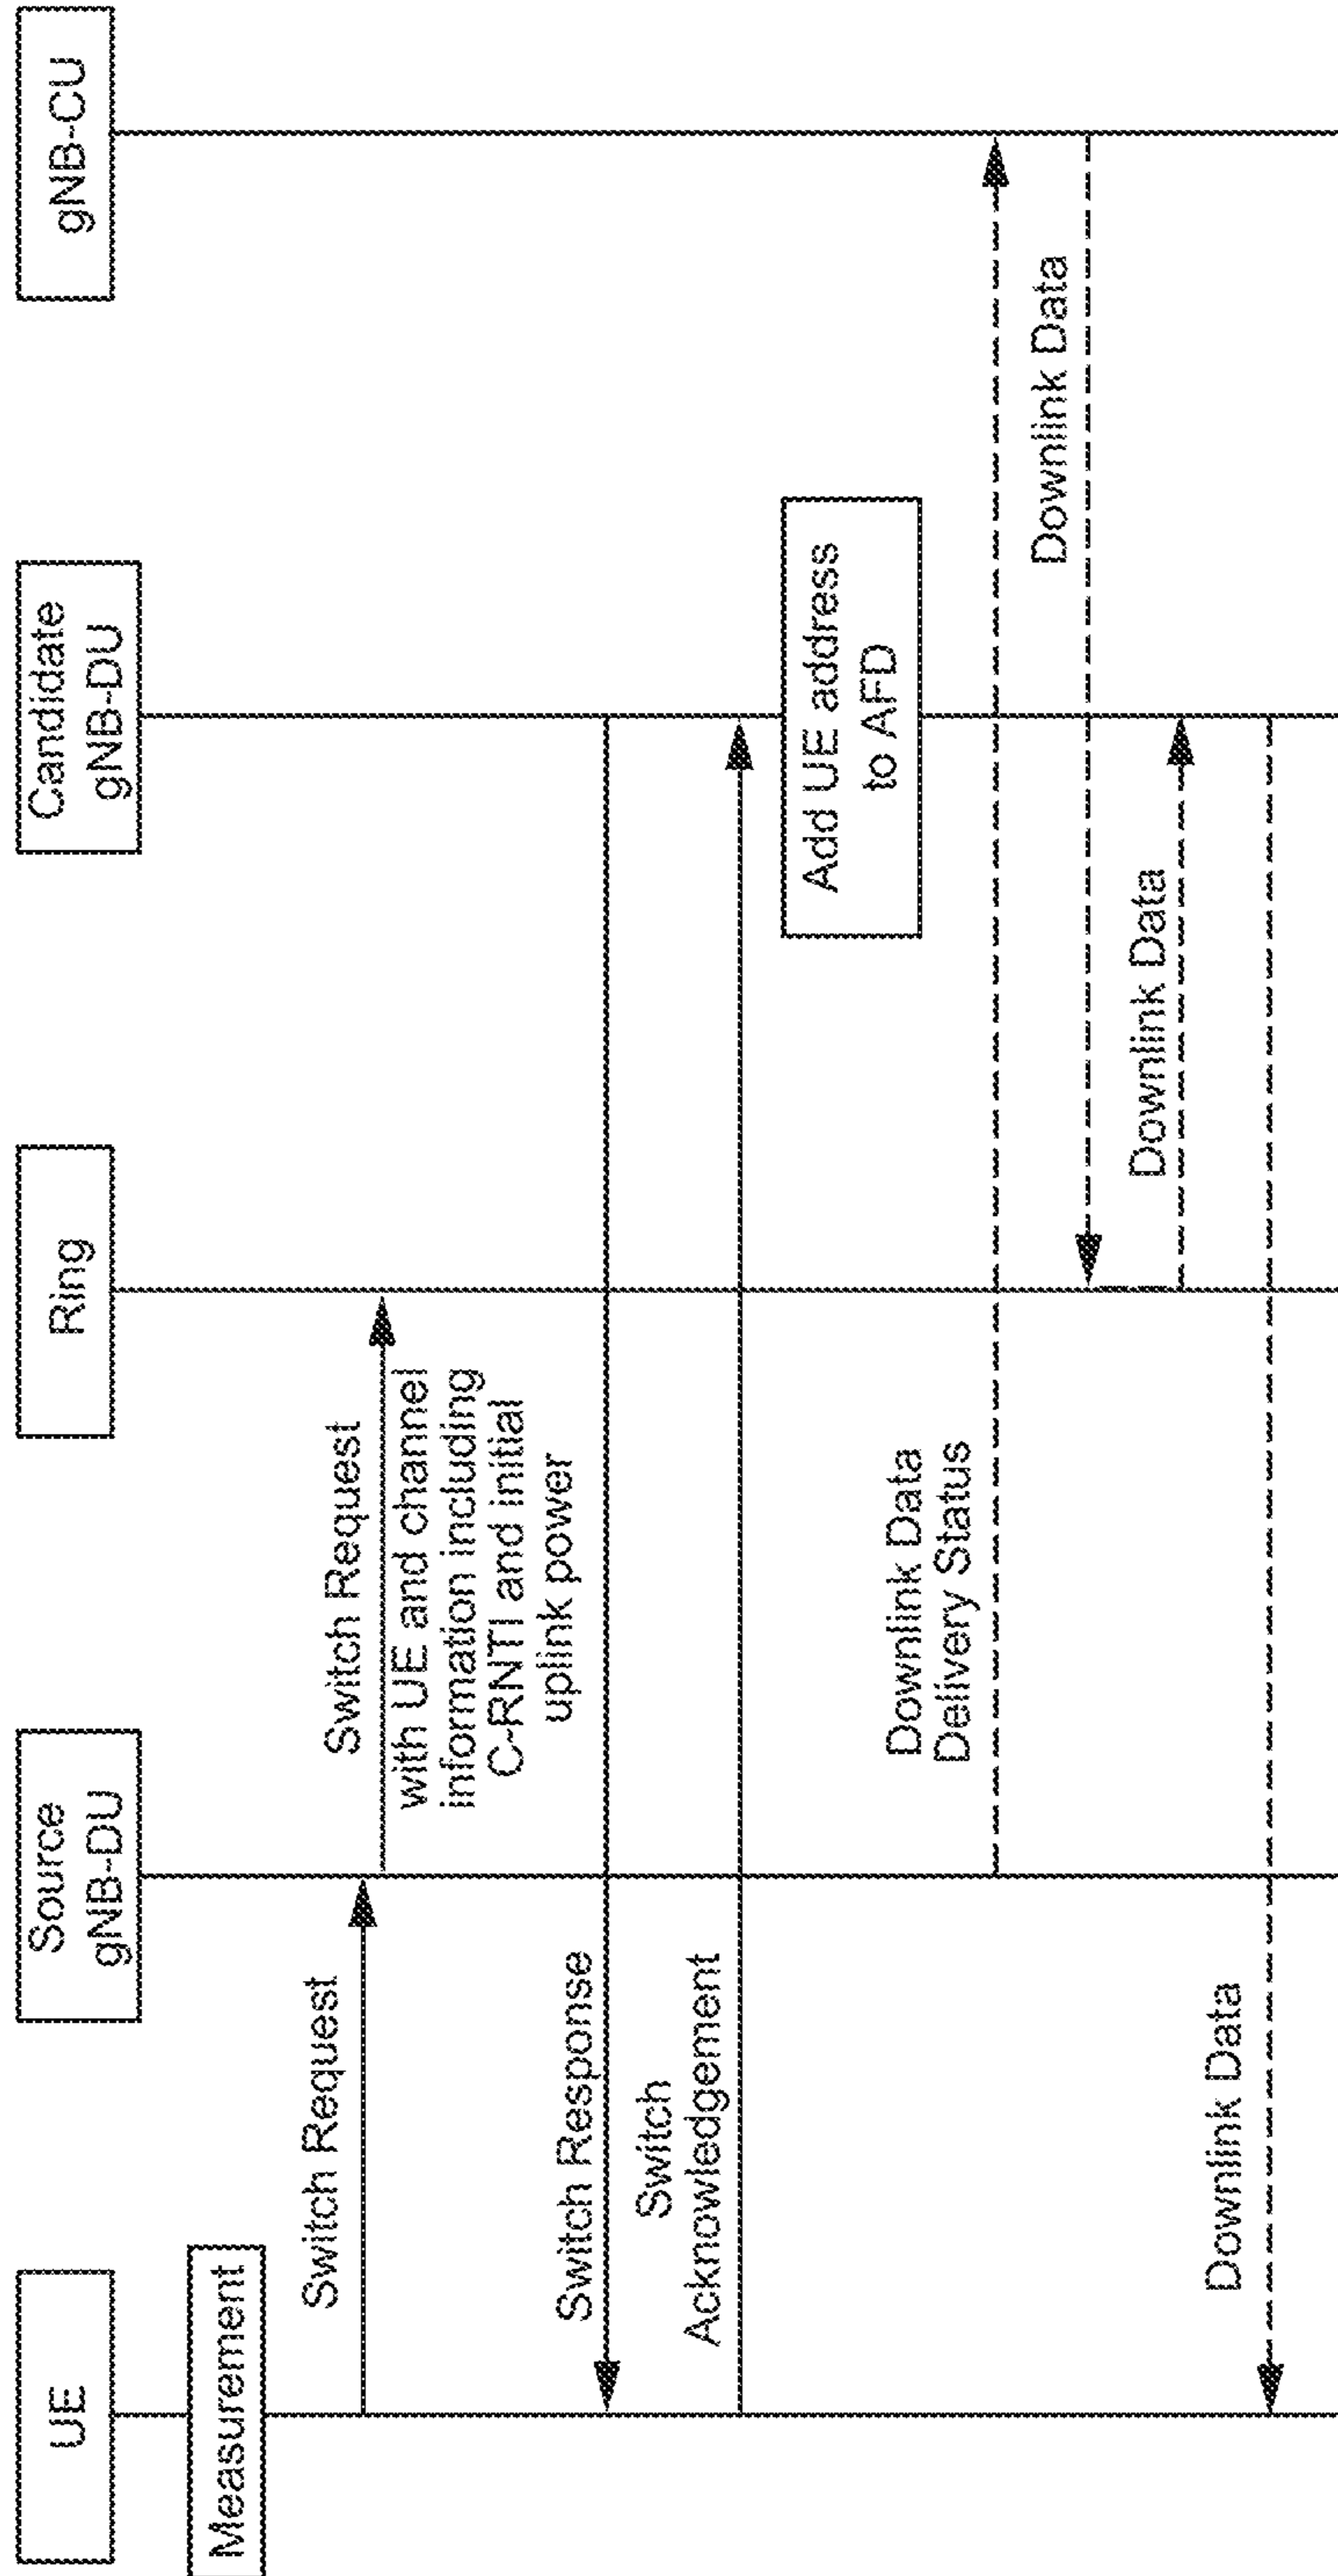 UE
Source
gNB-DU
Ring
Candidate
gNB-DU
gNB-CU
Measurement
Switch Request
Switch Request
with UE and channel
information including
C-RNTI and initial
uplink power
Switch Response
Switch
Acknowledgement
Add UE address
to AFD
Downlink Data
Delivery Status
Downlink Data
Downlink Data
Downlink Data